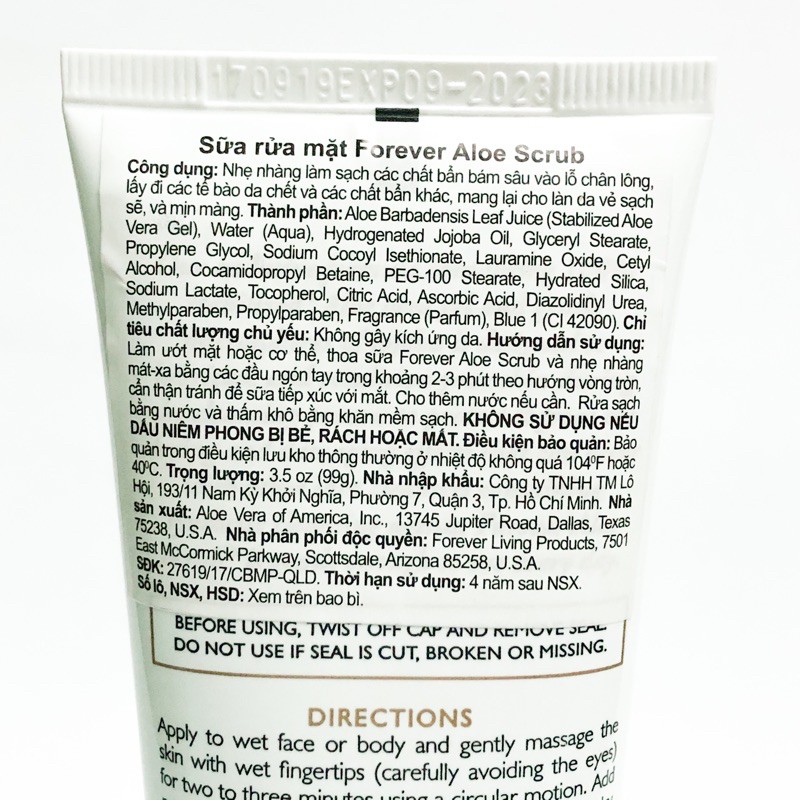 170919EXP09-2023
Sữa rửa mặt Forever Aloe Scrub
Công dụng: Nhẹ nhàng làm sạch các chất bẩn bám sâu vào lỗ chân lông,
lấy đi các tế bào da chết và các chất bẩn khác, mang lại cho làn da vẻ sạch
sẽ, và mịn màng. Thành phần: Aloe Barbadensis Leaf Juice (Stabilized Aloe
Vera Gel), Water (Aqua), Hydrogenated Jojoba Oil, Glyceryl Stearate,
Propylene Glycol, Sodium Cocoyl Isethionate, Lauramine Oxide, Cetyl
Alcohol, Cocamidopropyl Betaine, PEG-100 Stearate, Hydrated Silica,
Sodium Lactate, Tocopherol, Citric Acid, Ascorbic Acid, Diazolidinyl Urea,
Methylparaben, Propylparaben, Fragrance (Parfum), Blue 1 (CI 42090). Chỉ
tiêu chất lượng chủ yếu: Không gây kích ứng da. Hướng dẫn sử dụng:
Làm ướt mặt hoặc cơ thể, thoa sữa Forever Aloe Scrub và nhẹ nhàng
mát-xa bằng các đầu ngón tay trong khoảng 2-3 phút theo hướng vòng tròn,
cẩn thận tránh để sữa tiếp xúc với mắt. Cho thêm nước nếu cần. Rửa sạch
bằng nước và thấm khô bằng khăn mềm sạch. KHÔNG SỬ DỤNG NẾU
DẤU NIÊM PHONG BỊ BẺ, RÁCH HOẶC MẤT. Điều kiện bảo quản: Bảo
quản trong điều kiện lưu kho thông thường ở nhiệt độ không quá 104⁰F hoặc
40⁰C. Trọng lượng: 3.5 oz (99g). Nhà nhập khẩu: Công ty TNHH TM Lô
Hội, 193/11 Nam Kỳ Khởi Nghĩa, Phường 7, Quận 3, Tp. Hồ Chí Minh. Nhà
sản xuất: Aloe Vera of America, Inc., 13745 Jupiter Road, Dallas, Texas
75238, U.S.A. Nhà phân phối độc quyền: Forever Living Products, 7501
East McCormick Parkway, Scottsdale, Arizona 85258, U.S.A.
SĐK: 27619/17/CBMP-QLD. Thời hạn sử dụng: 4 năm sau NSX.
Số lô, NSX, HSD: Xem trên bao bì.
BEFORE USING, TWIST OFF CAP AND REMOVE SEAL.
DO NOT USE IF SEAL IS CUT, BROKEN OR MISSING.
DIRECTIONS
Apply to wet face or body and gently massage the
skin with wet fingertips (carefully avoiding the eyes)
for two to three minutes using a circular motion. Add